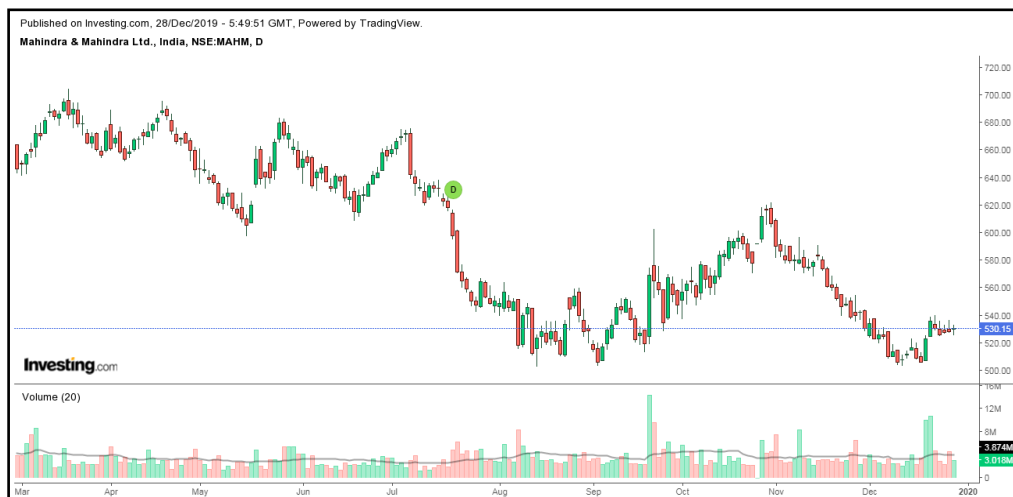 Published on Investing.com, 28/Dec/2019 - 5:49:51 GMT, Powered by TradingView.
Mahindra & Mahindra Ltd., India, NSE:MAHM, D
720.00
700.00
680.00
660.00
640.00
620.00
600.00
580.00
560.00
540.00
530.15
520.00
500.00
D
Investing.com
Volume (20)
16M
12M
8M
3.874M
3.018M
0
Mar Apr May Jun Jul Aug Sep Oct Nov Dec 2020